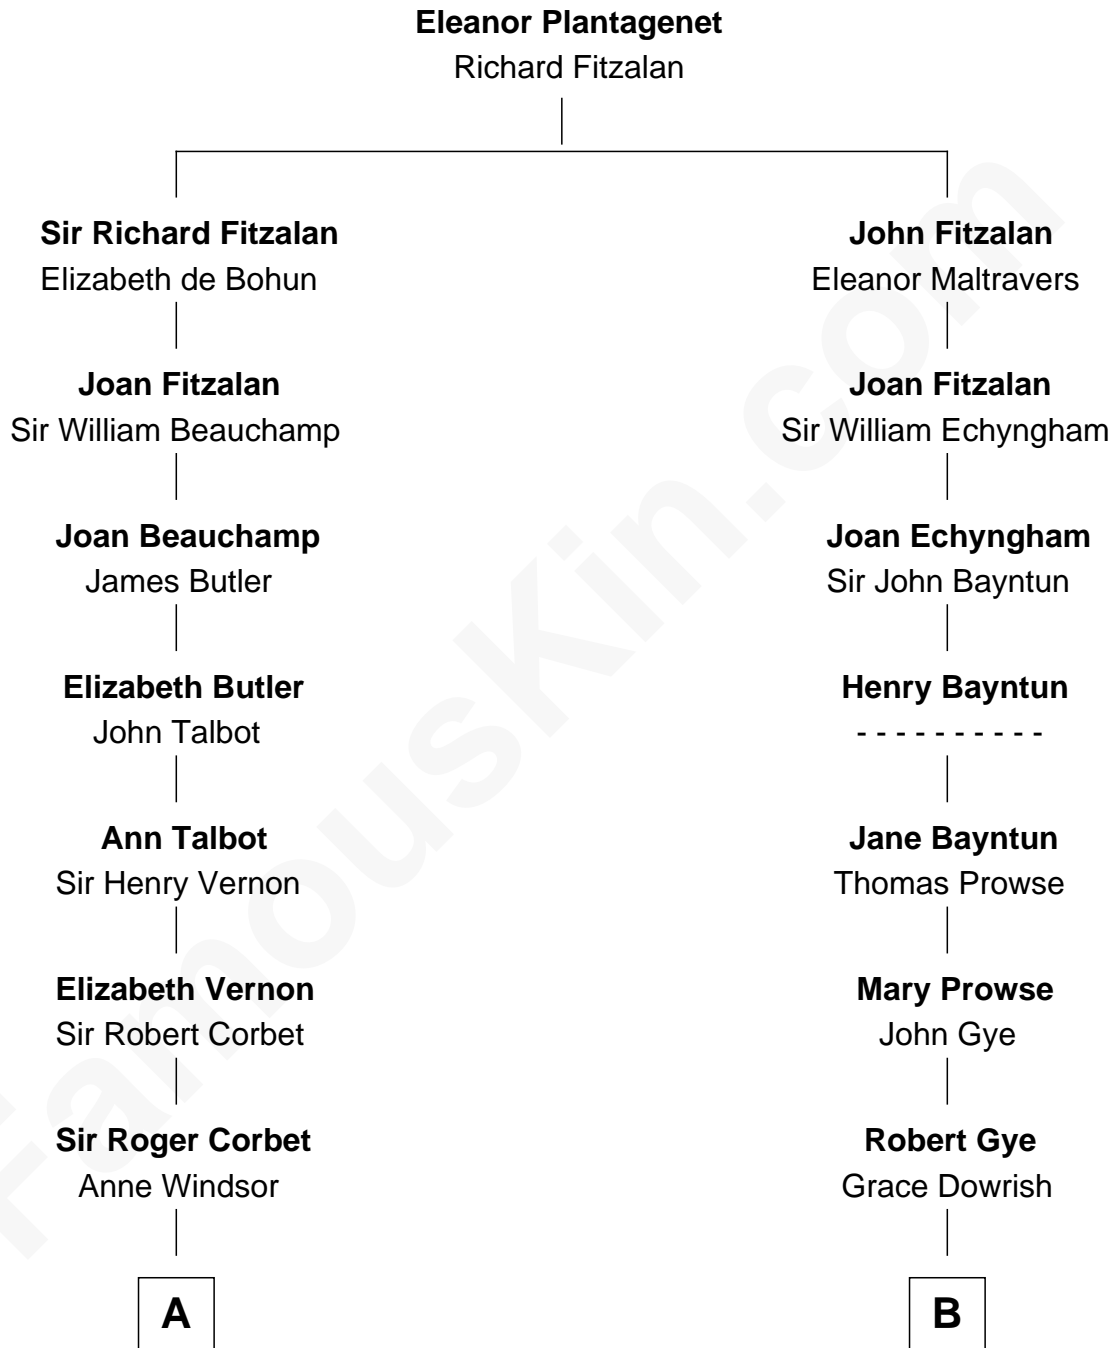 Eleanor Plantagenet
Richard Fitzalan
Sir Richard Fitzalan
Elizabeth de Bohun
Joan Fitzalan
Sir William Beauchamp
Joan Beauchamp
James Butler
Elizabeth Butler
John Talbot
Ann Talbot
Sir Henry Vernon
Elizabeth Vernon
Sir Robert Corbet
Sir Roger Corbet
Anne Windsor
A
John Fitzalan
Eleanor Maltravers
Joan Fitzalan
Sir William Echyngham
Joan Echyngham
Sir John Bayntun
Henry Bayntun
- - - - - - - - - -
Jane Bayntun
Thomas Prowse
Mary Prowse
John Gye
Robert Gye
Grace Dowrish
B
FamousKin.com